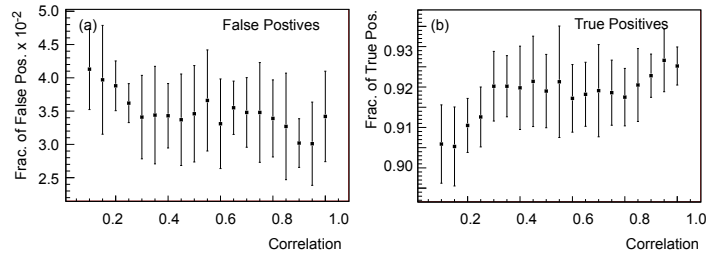 (a) False Postives
Frac. of False Pos. x 10-2
5.0
4.5
4.0
3.5
3.0
2.5
0.2 0.4 0.6 0.8 1.0
Correlation
(b) True Positives
Frac. of True Pos.
0.93
0.92
0.91
0.90
0.2 0.4 0.6 0.8 1.0
Correlation